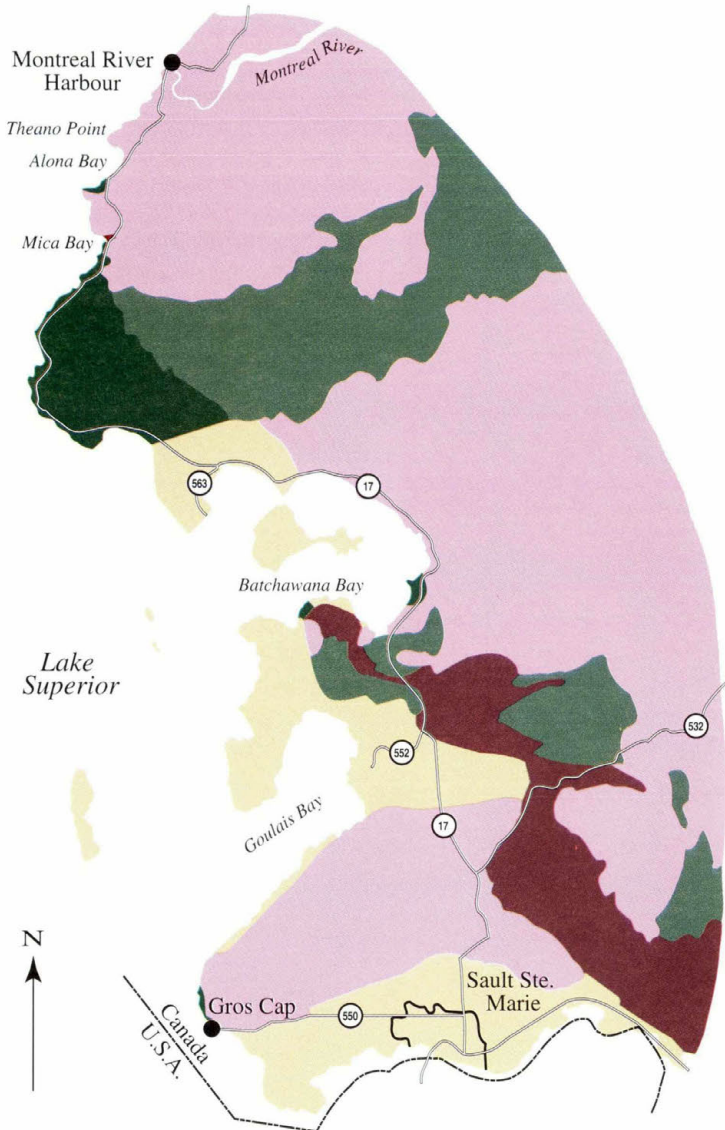 Montreal River
Harbour
Montreal River
Theano Point
Alona Bay
Mica Bay
563
17
Batchawana Bay
Lake
Superior
532
552
Goulais Bay
17
N
Sault Ste.
Marie
Gros Cap
550
Canada
U.S.A.